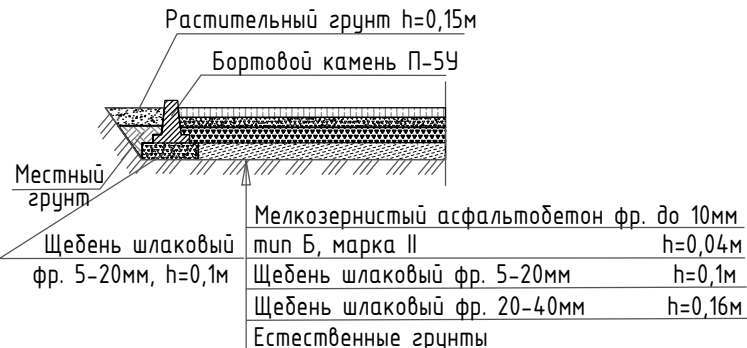 Растительный грунт h=0,15м
Бортовой камень П-5У
Местный
грунт
Щебень шлаковый
фр. 5-20мм, h=0,1м
Мелкозернистый асфальтобетон фр. до 10мм
тип Б, марка II h=0,04м
Щебень шлаковый фр. 5-20мм h=0,1м
Щебень шлаковый фр. 20-40мм h=0,16м
Естественные грунты